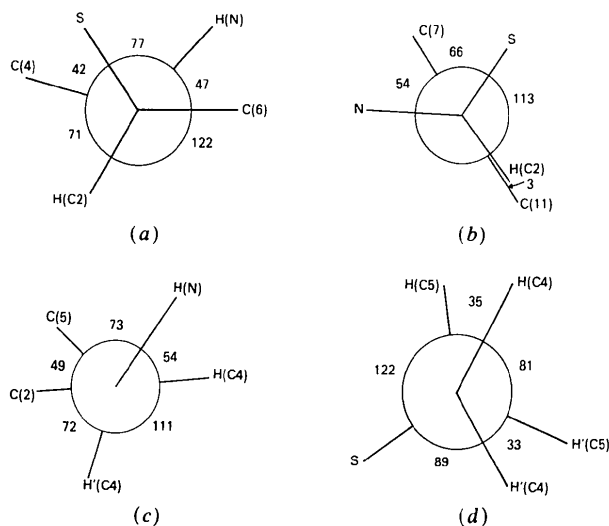 S
77
H(N)
C(4)
42
47
C(6)
71
122
H(C2)
(a)
C(7)
66
S
54
113
N
H(C2)
3
C(11)
(b)
H(N)
C(5)
73
49
54
C(2)
H(C4)
72
111
H'(C4)
(c)
H(C5)
35
H(C4)
122
81
S
89
33
H'(C5)
H'(C4)
(d)